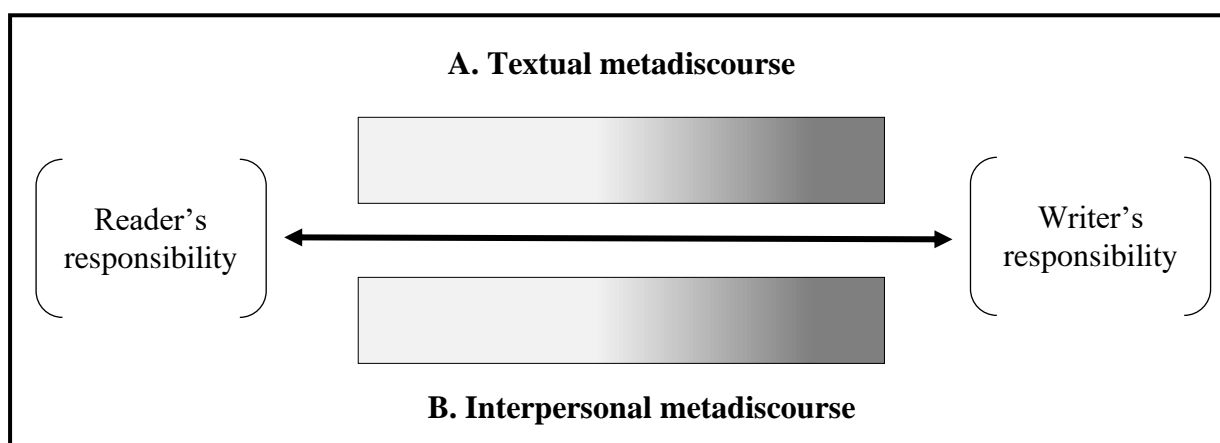 A. Textual metadiscourse
Reader’s
responsibility
Writer’s
responsibility
B. Interpersonal metadiscourse